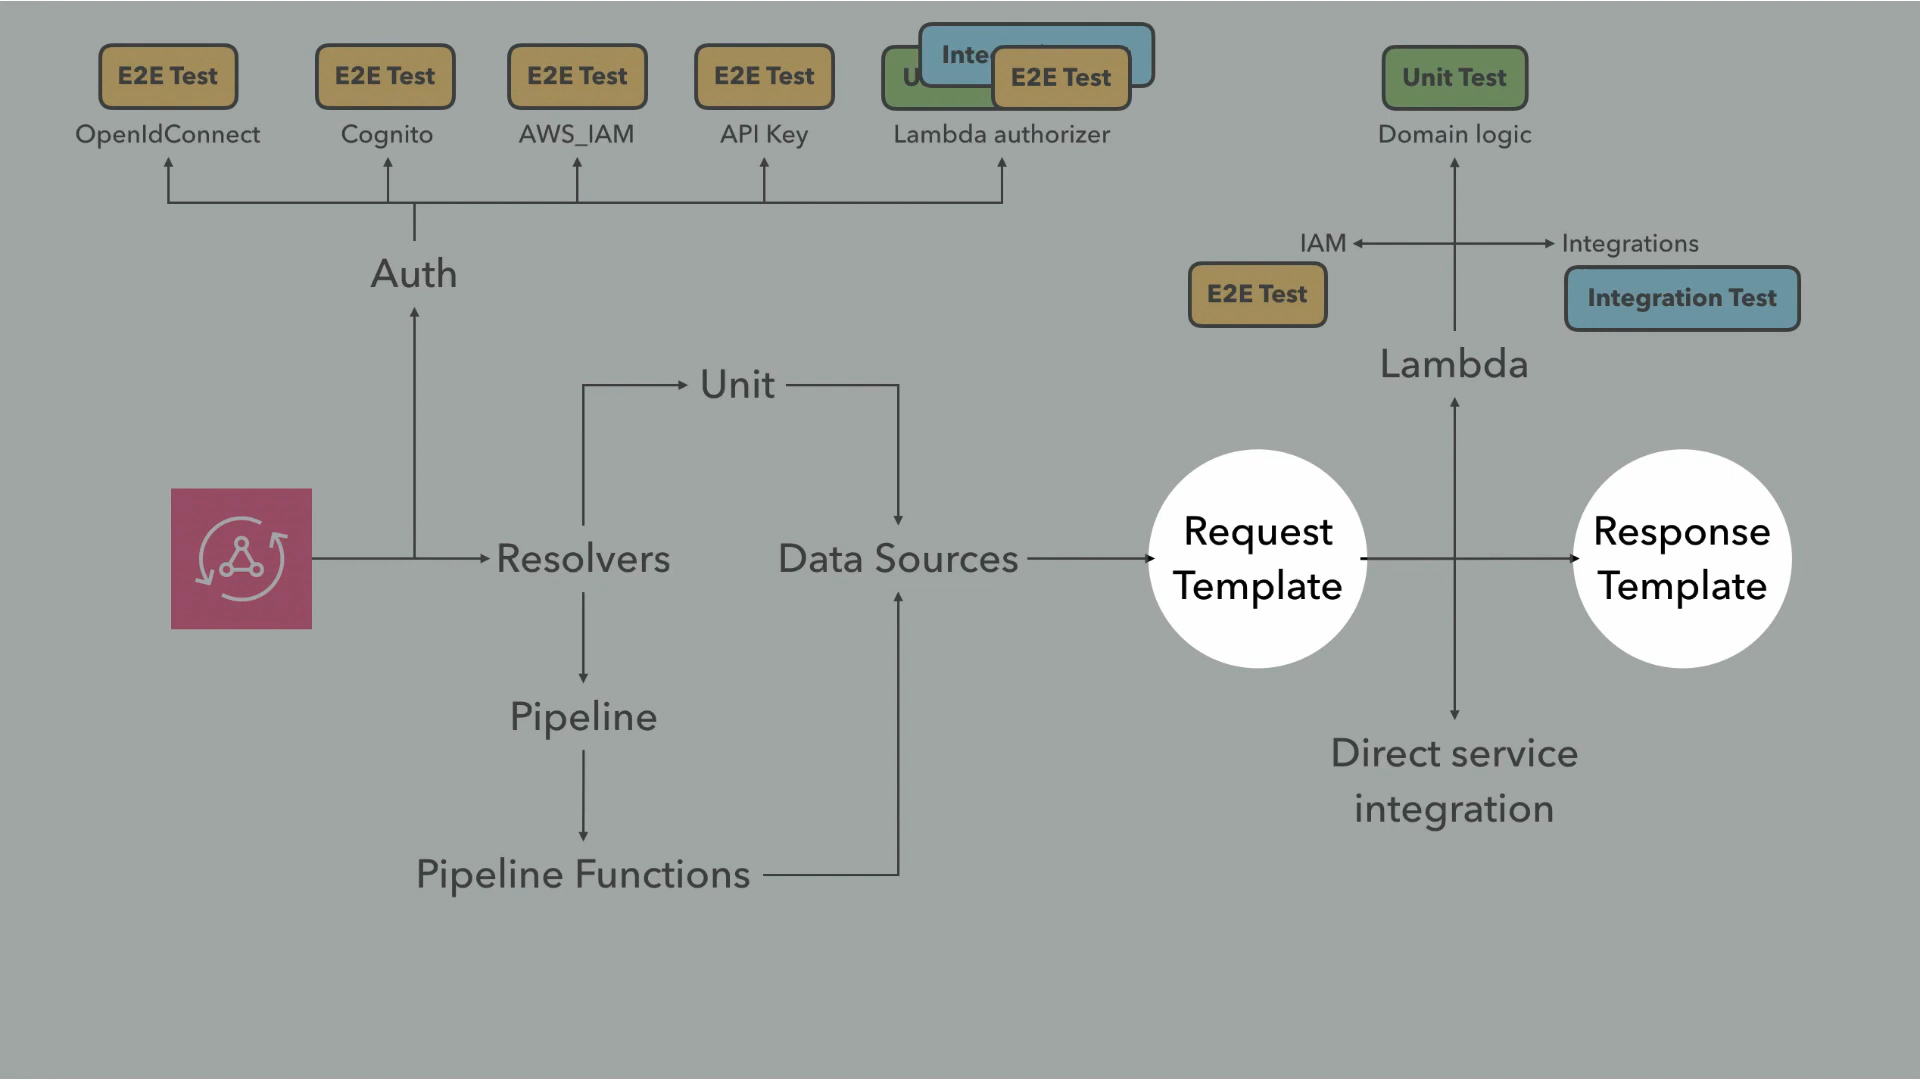 E2E Test
E2E Test
E2E Test
E2E Test
E2E Test
Unit Test
OpenIdConnect
Cognito
AWS_IAM
API Key
Lambda authorizer
Domain logic
IAM
Integrations
E2E Test
Integration Test
Auth
Lambda
Unit
Resolvers
Data Sources
Request
Template
Response
Template
Pipeline
Direct service
integration
Pipeline Functions